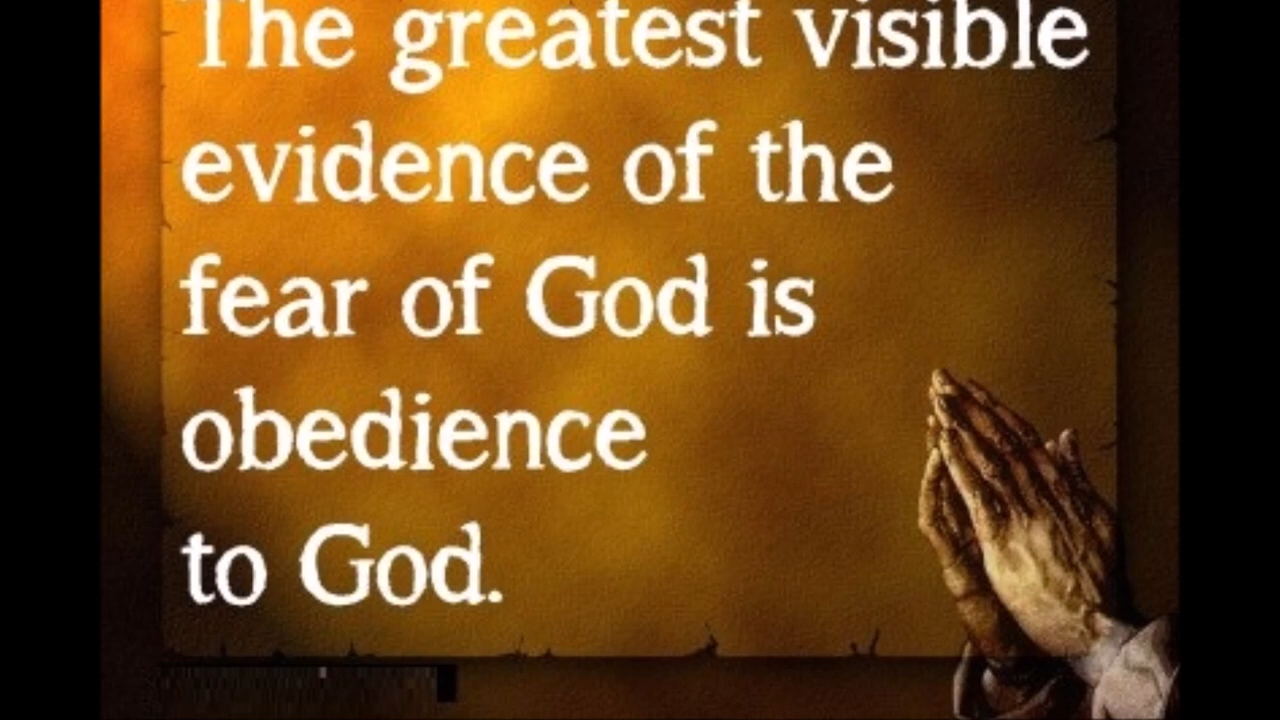 The greatest visible
evidence of the
fear of God is
obedience
to God.